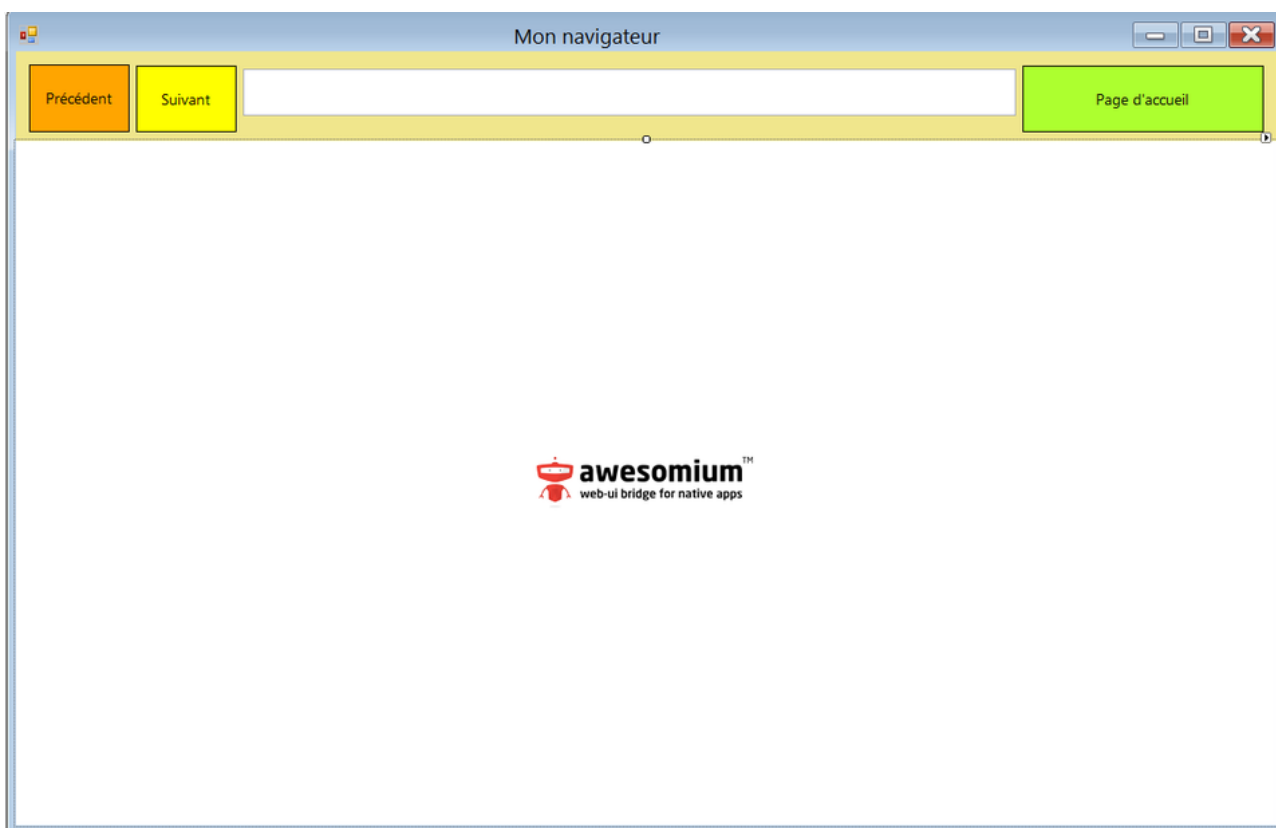 Mon navigateur
Précédent
Suivant
Page d'accueil
awesomium™
web-ui bridge for native apps